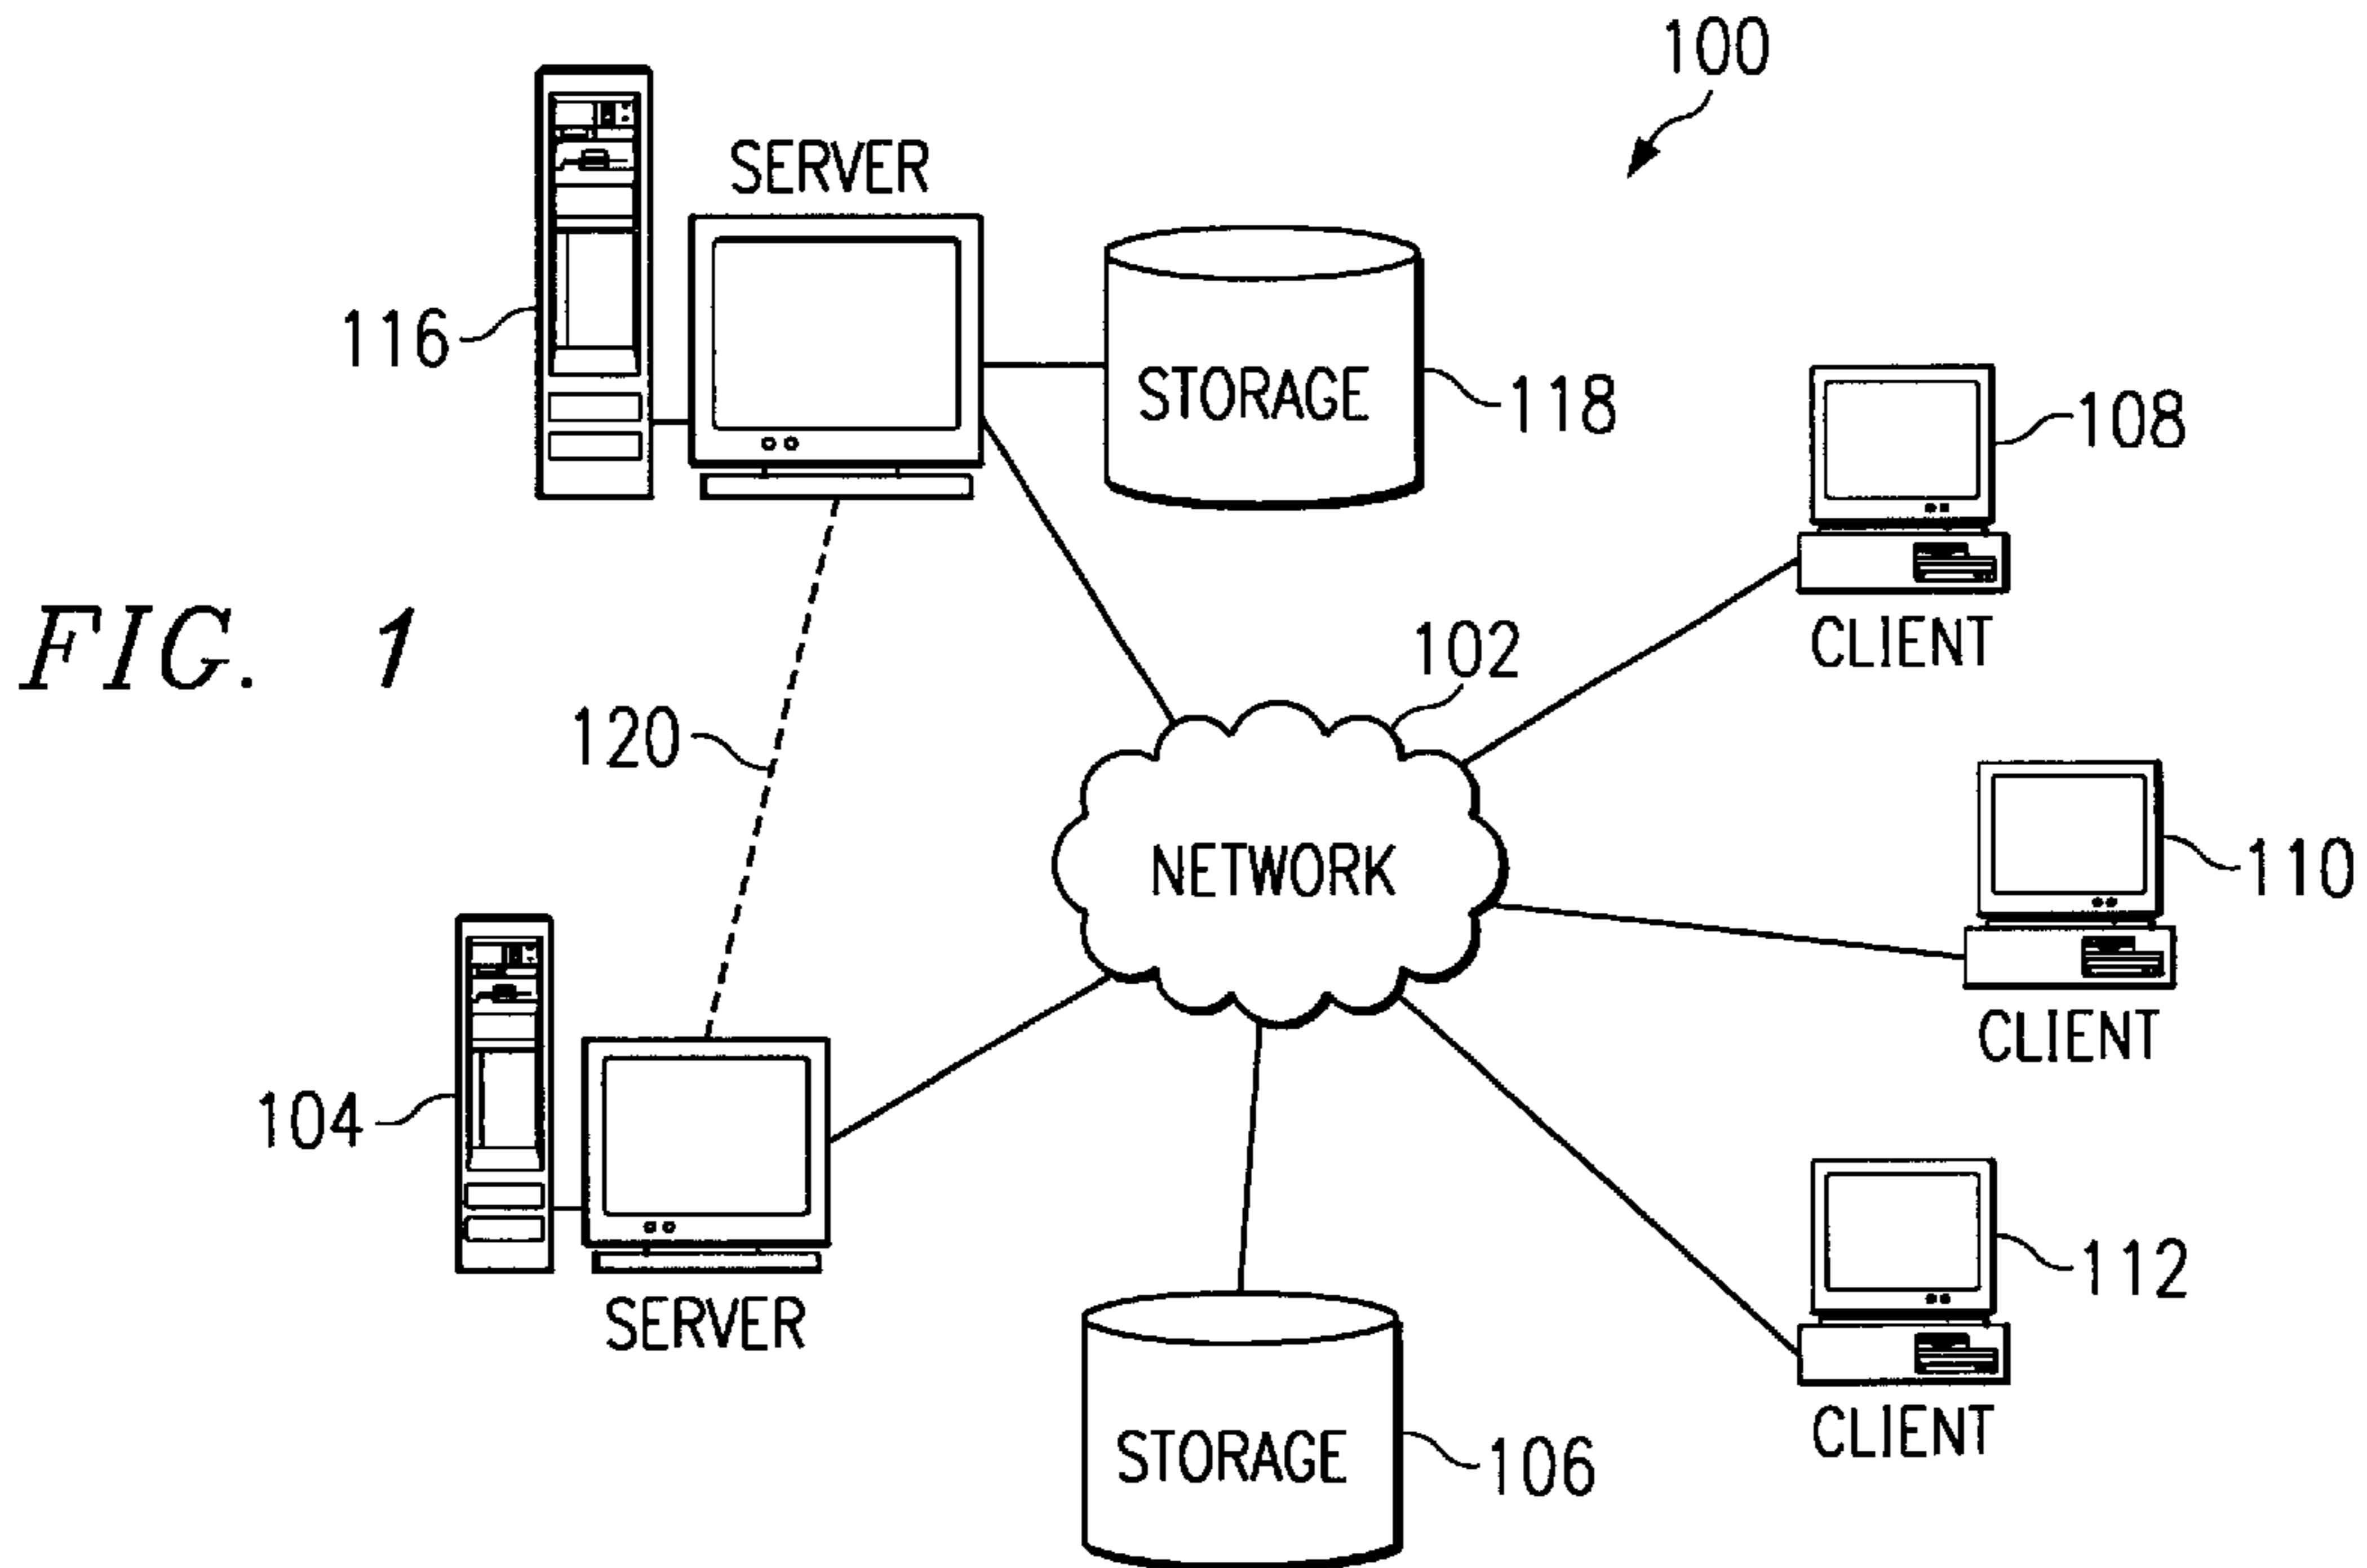 100
SERVER
116
STORAGE
118
108
CLIENT
FIG. 1
102
120
NETWORK
110
CLIENT
104
SERVER
112
CLIENT
STORAGE
106